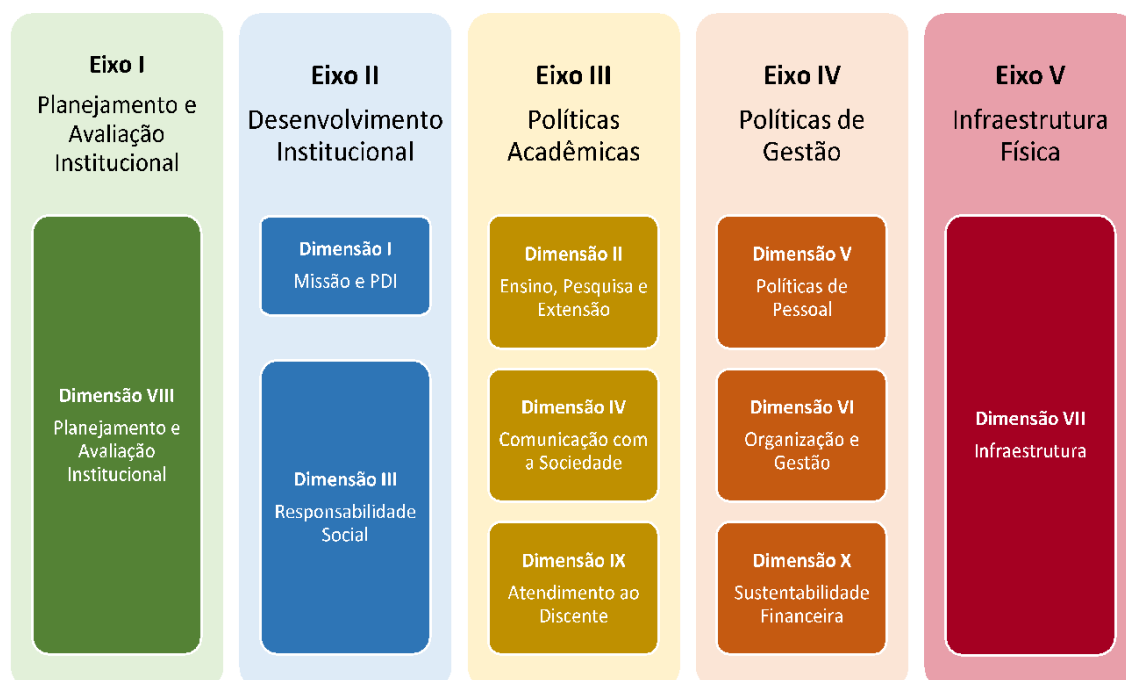 Eixo I
Planejamento e
Avaliação
Institucional
Dimensão VIII
Planejamento e
Avaliação
Institucional
Eixo II
Desenvolvimento
Institucional
Dimensão I
Missão e PDI
Dimensão III
Responsabilidade
Social
Eixo III
Políticas
Acadêmicas
Dimensão II
Ensino, Pesquisa e
Extensão
Dimensão IV
Comunicação com
a Sociedade
Dimensão IX
Atendimento ao
Discente
Eixo IV
Políticas de
Gestão
Dimensão V
Políticas de
Pessoal
Dimensão VI
Organização e
Gestão
Dimensão X
Sustentabilidade
Financeira
Eixo V
Infraestrutura
Física
Dimensão VII
Infraestrutura